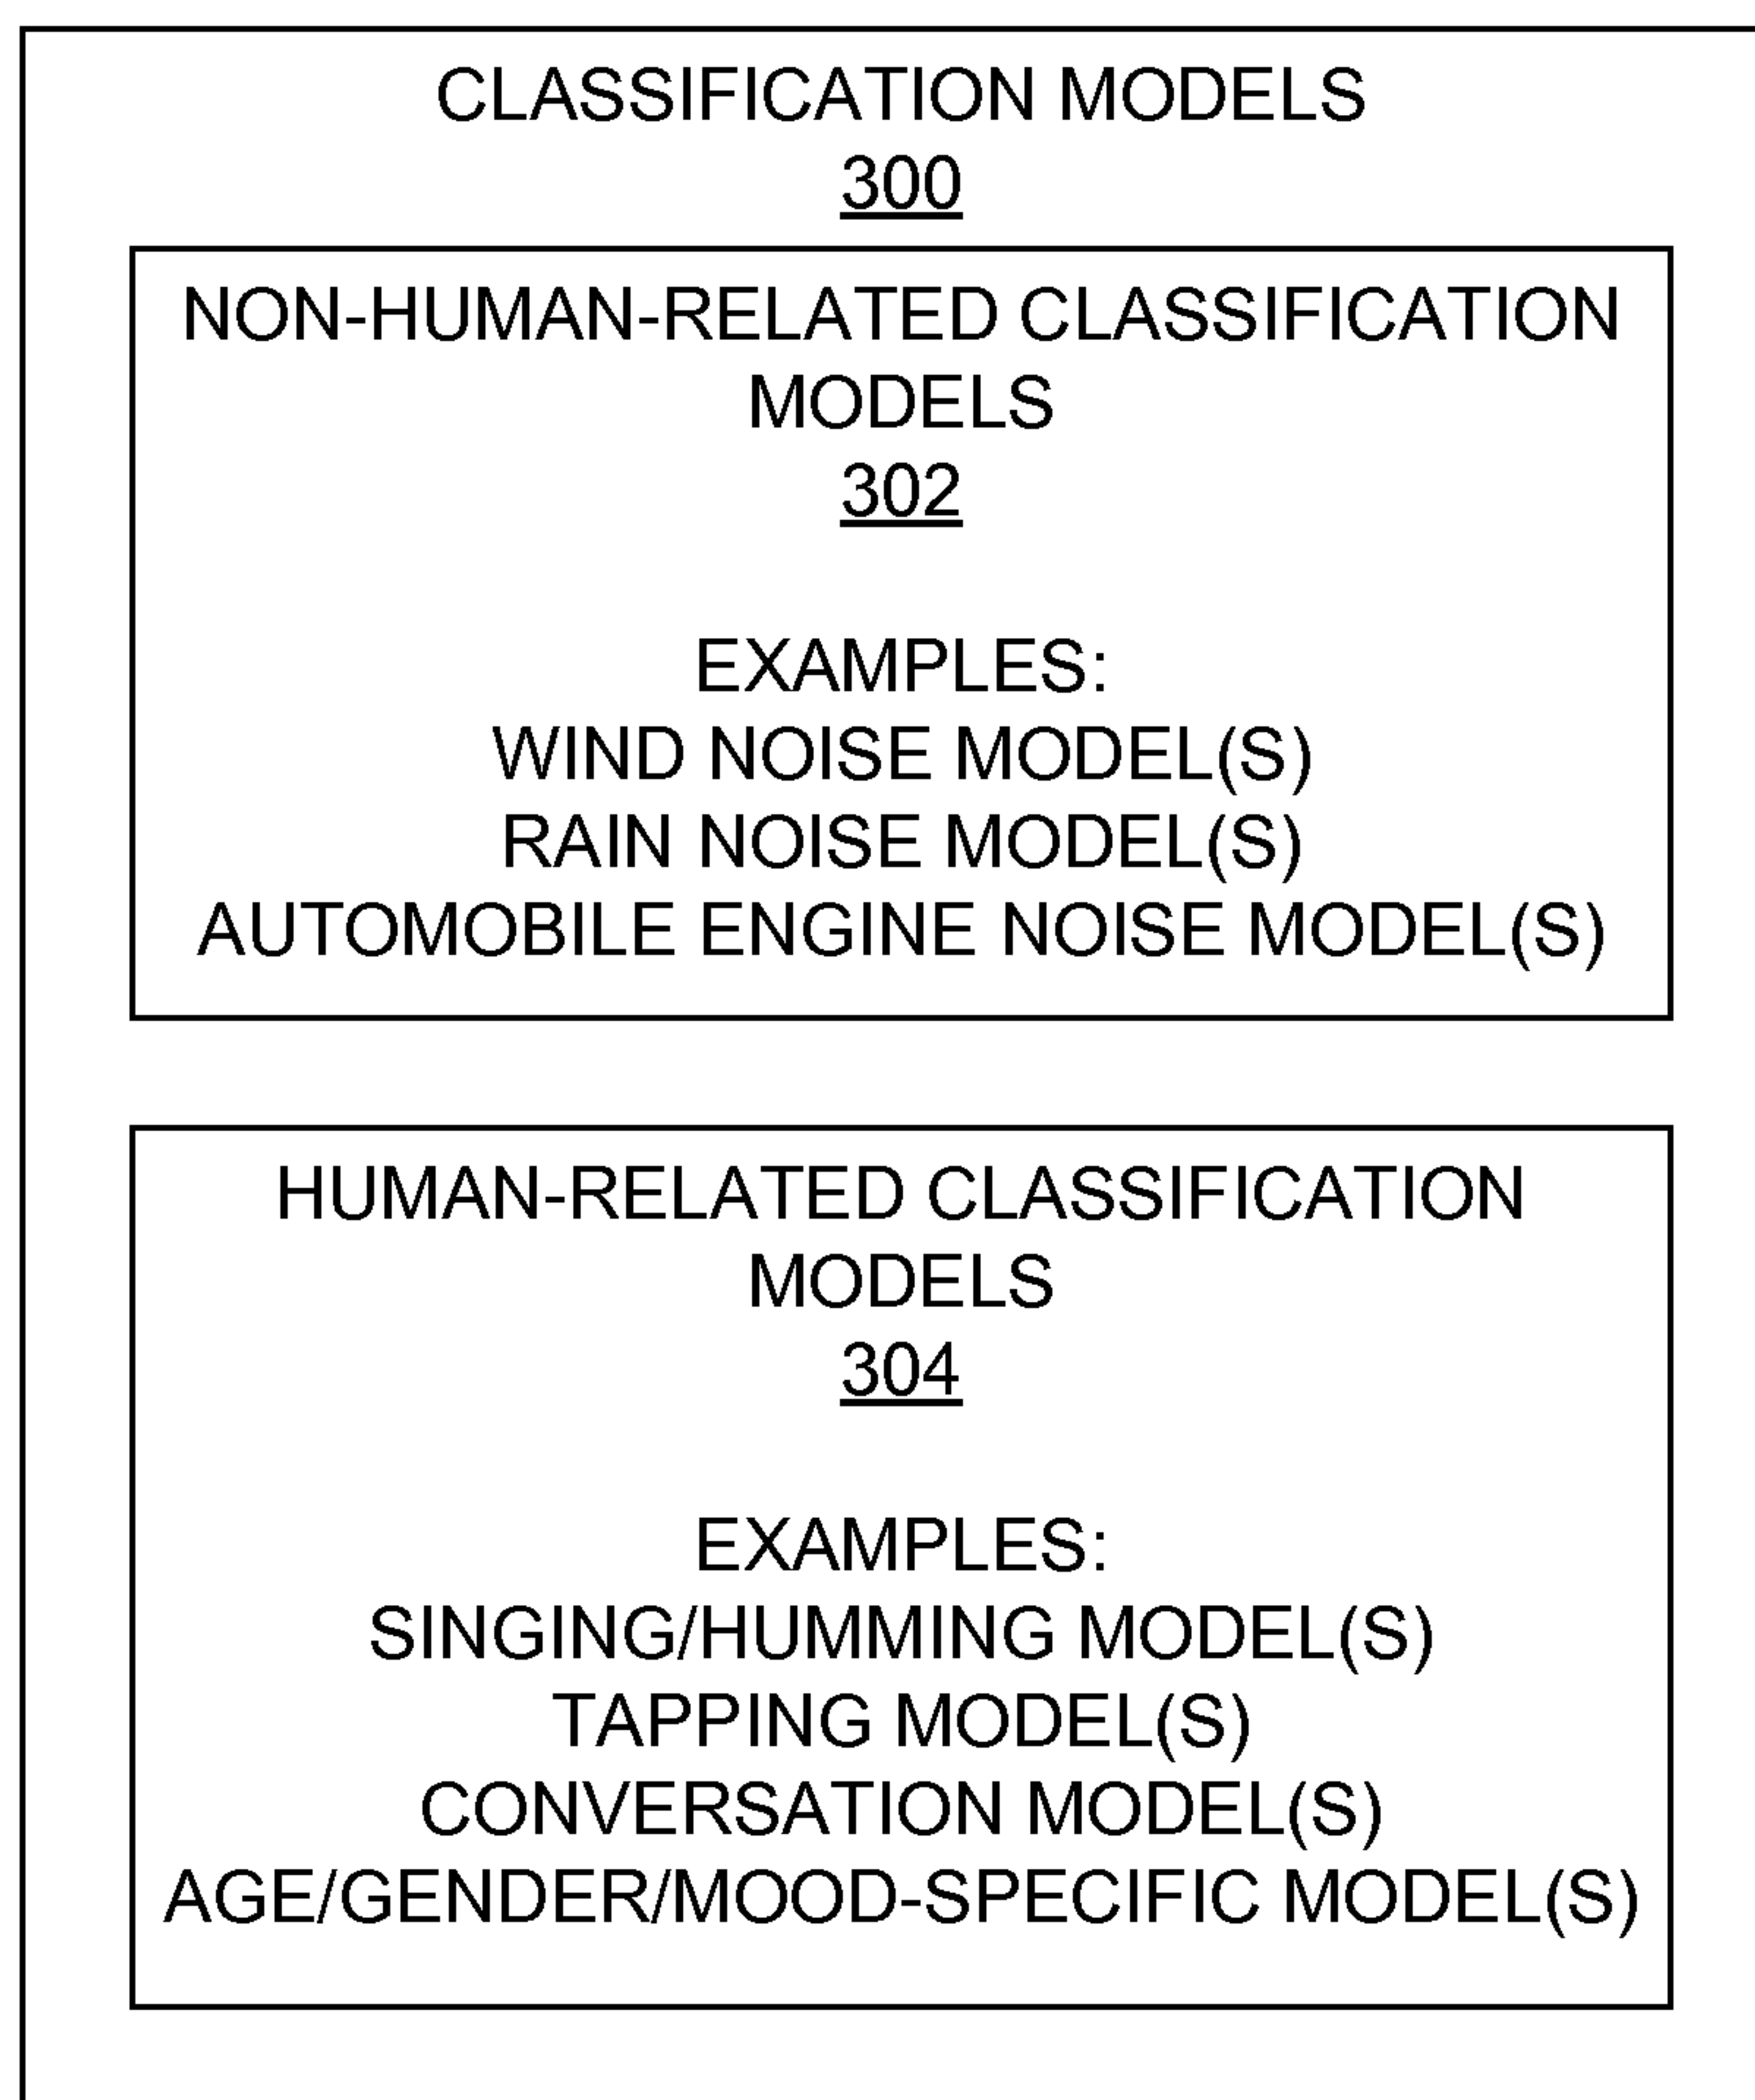 CLASSIFICATION MODELS
300
NON-HUMAN-RELATED CLASSIFICATION
MODELS
302
EXAMPLES:
WIND NOISE MODEL(S)
RAIN NOISE MODEL(S)
AUTOMOBILE ENGINE NOISE MODEL(S)
HUMAN-RELATED CLASSIFICATION
MODELS
304
EXAMPLES:
SINGING/HUMMING MODEL(S)
TAPPING MODEL(S)
CONVERSATION MODEL(S)
AGE/GENDER/MOOD-SPECIFIC MODEL(S)